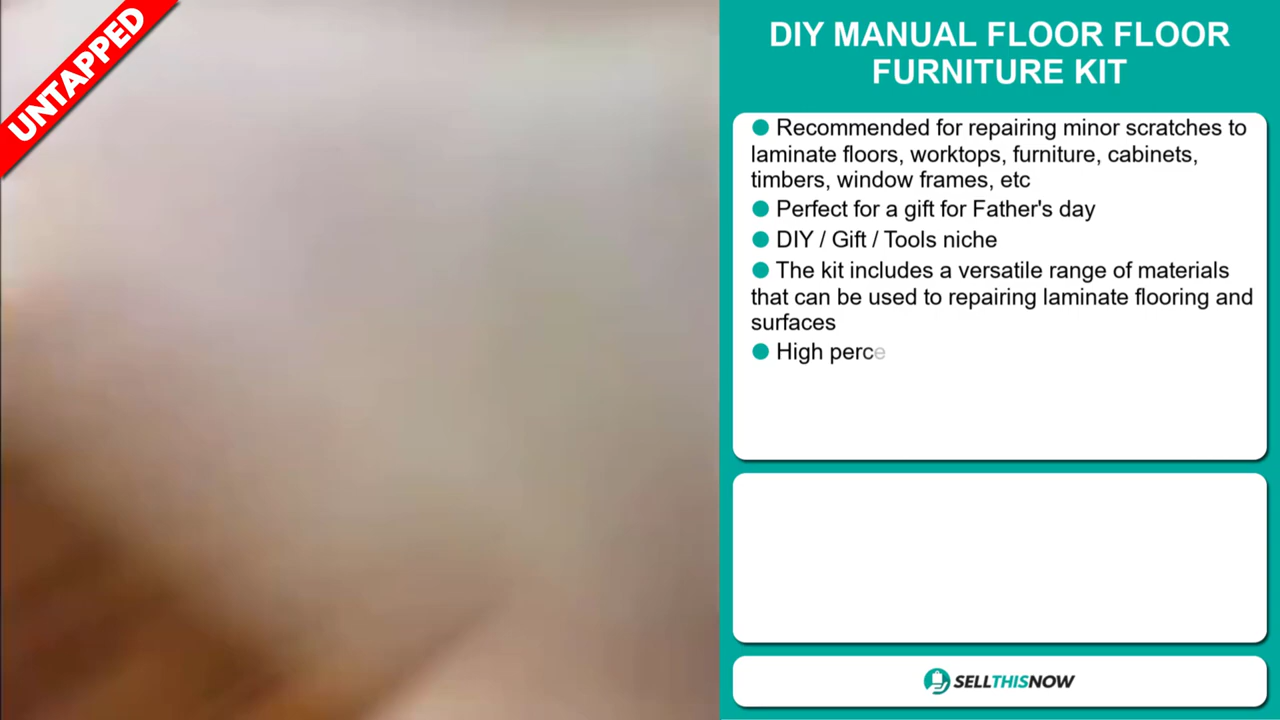 UNTAPPED
DIY MANUAL FLOOR FLOOR
FURNITURE KIT
● Recommended for repairing minor scratches to
laminate floors, worktops, furniture, cabinets,
timbers, window frames, etc
● Perfect for a gift for Father's day
● DIY / Gift / Tools niche
● The kit includes a versatile range of materials
that can be used to repairing laminate flooring and
surfaces
● High perce
SELLTHISNOW